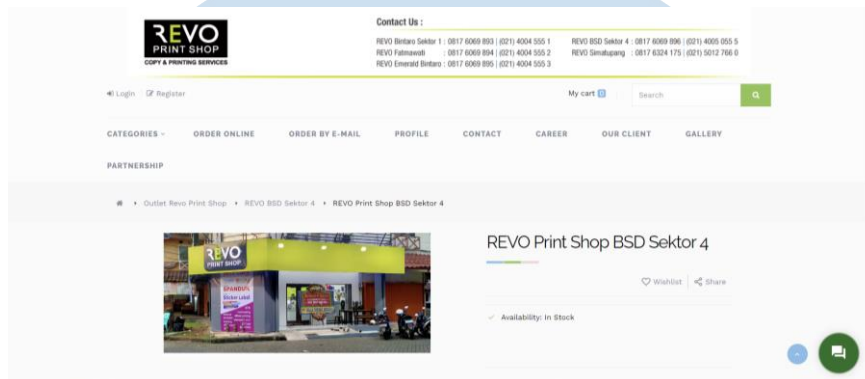 REVO
PRINT SHOP
COPY & PRINTING SERVICES
Contact Us :
REVO Bintaro Sektor 1 : 0817 6069 893 | (021) 4004 555 1
REVO Fatmawati : 0817 6069 894 | (021) 4004 555 2
REVO Emerald Bintaro : 0817 6069 895 | (021) 4004 555 3
REVO BSD Sektor 4 : 0817 6069 896 | (021) 4005 055 5
REVO Simatupang : 0817 6324 175 | (021) 5012 766 0
Login Register
My cart 0
Search
CATEGORIES ORDER ONLINE ORDER BY E-MAIL PROFILE CONTACT CAREER OUR CLIENT GALLERY
PARTNERSHIP
Outlet Revo Print Shop REVO BSD Sektor 4 REVO Print Shop BSD Sektor 4
REVO
PRINT SHOP
SPANDUK
Sticker Label
REVO Print Shop BSD Sektor 4
Wishlist Share
Availability: In Stock